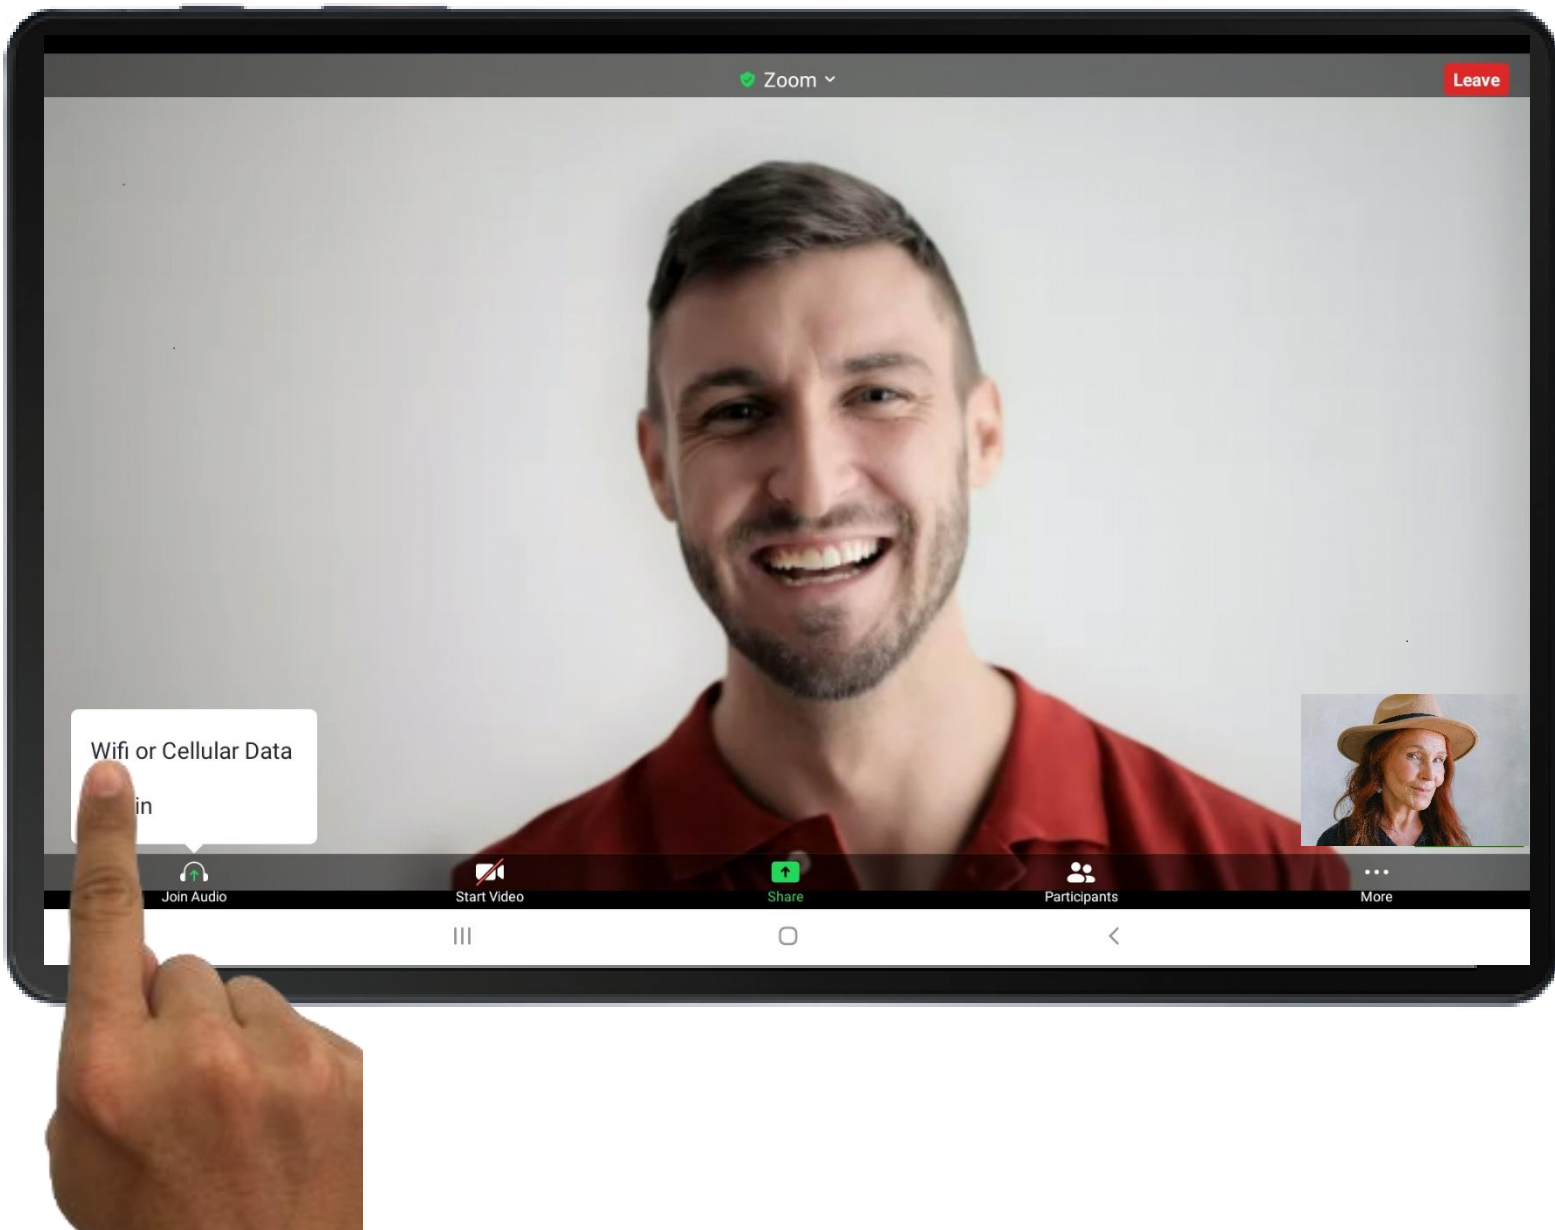 Zoom
Leave
Wifi or Cellular Data
in
Join Audio
Start Video
Share
Participants
More